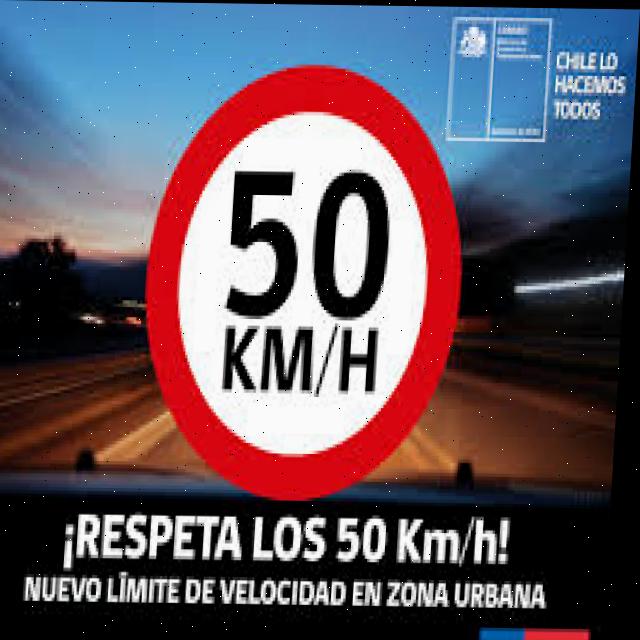 CHILE LO
HACEMOS
TODOS
50
KM/H
¡RESPETA LOS 50 Km/h!
NUEVO LÍMITE DE VELOCIDAD EN ZONA URBANA